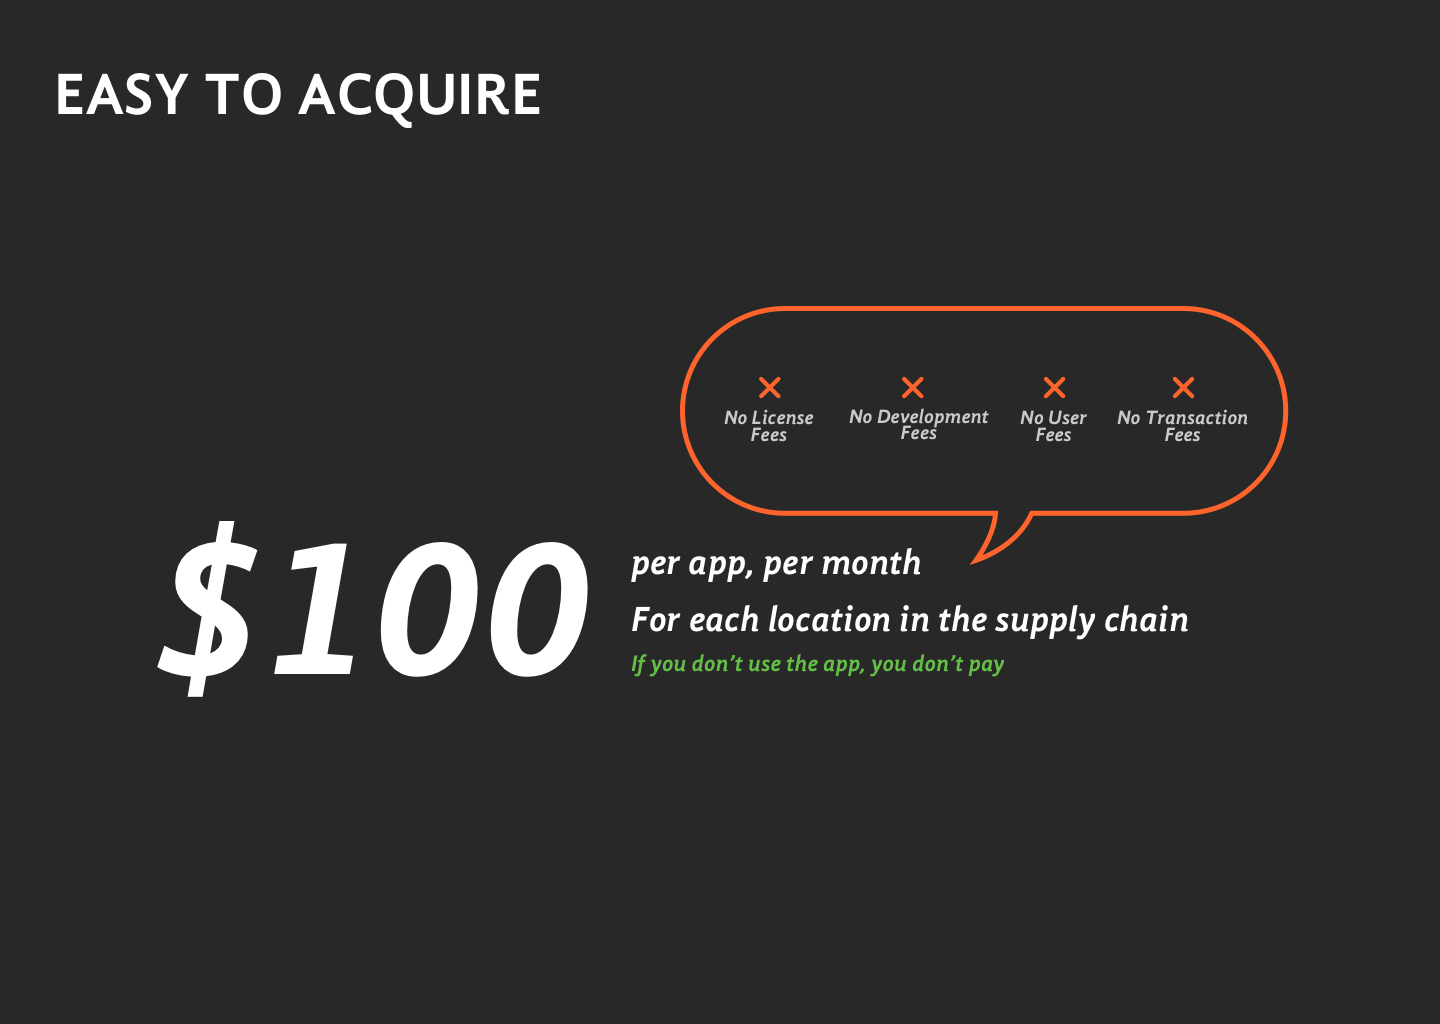 EASY TO ACQUIRE
No License
Fees
No Development
Fees
No User
Fees
No Transaction
Fees
$100
per app, per month
For each location in the supply chain
If you don’t use the app, you don’t pay